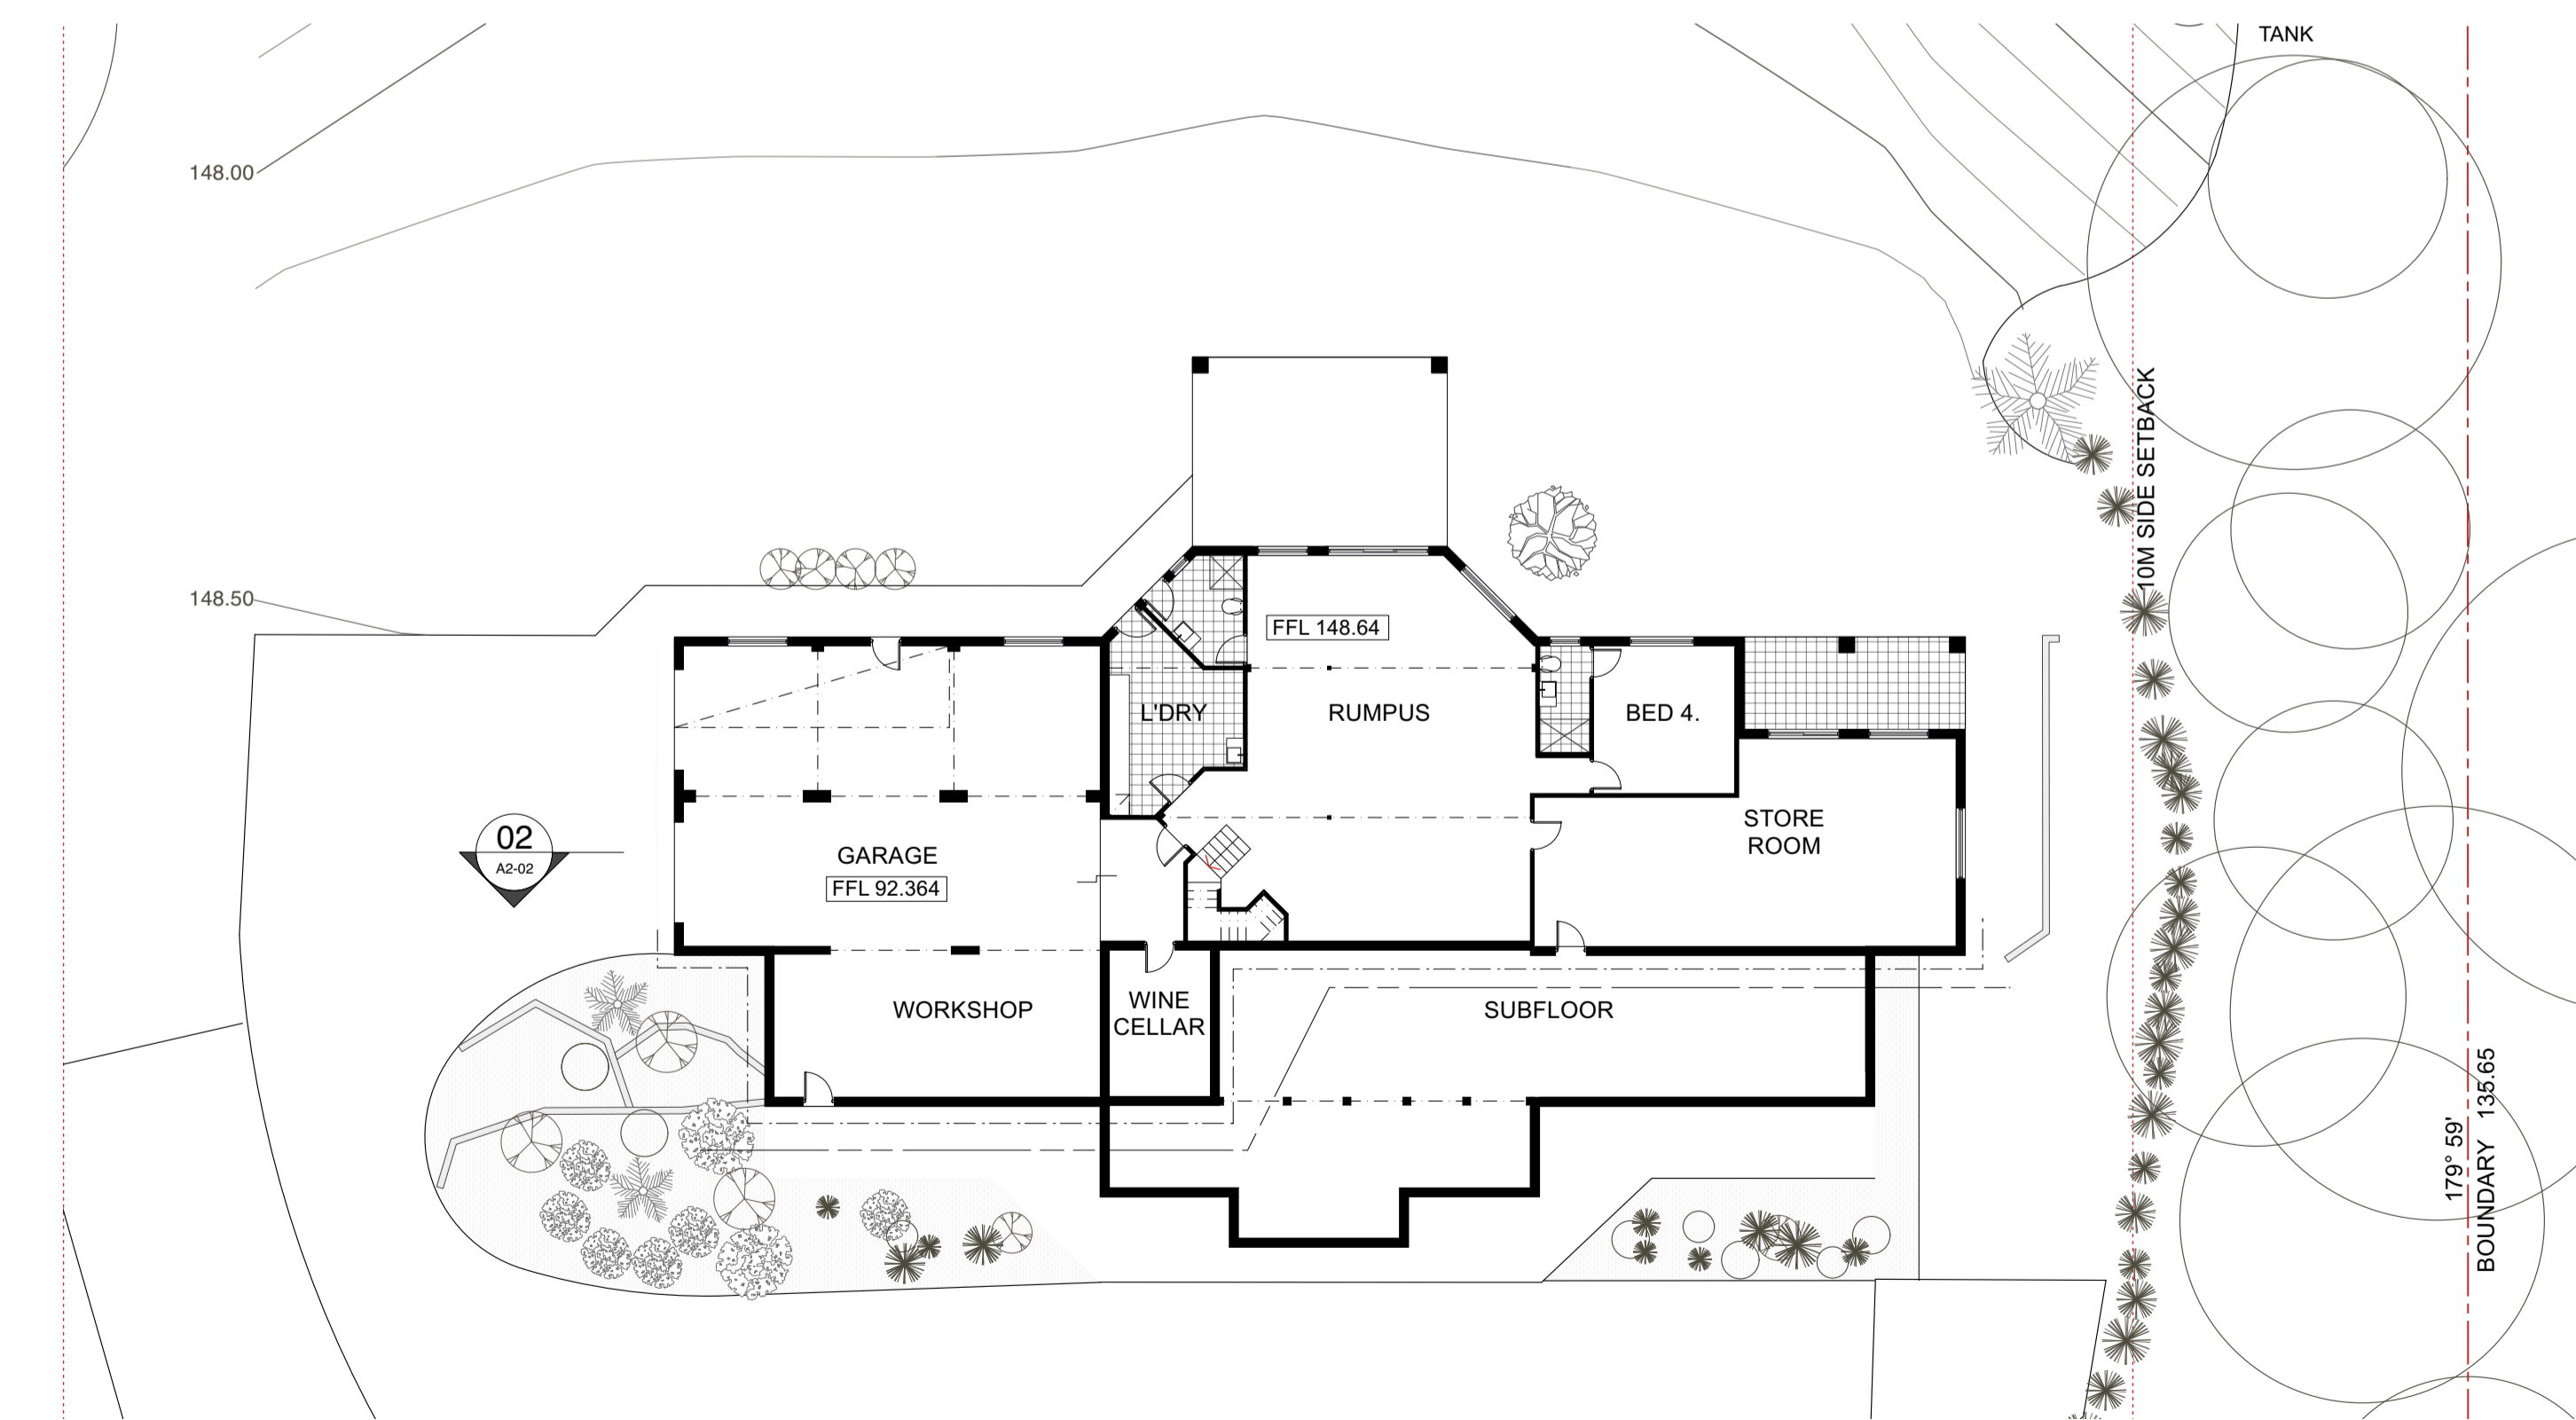 TANK
148.00
10M SIDE SETBACK
148.50
FFL 148.64
L'DRY
RUMPUS
BED 4.
STORE
ROOM
02
A2-02
GARAGE
FFL 92.364
WORKSHOP
WINE
CELLAR
SUBFLOOR
179° 59'
BOUNDARY 135.65